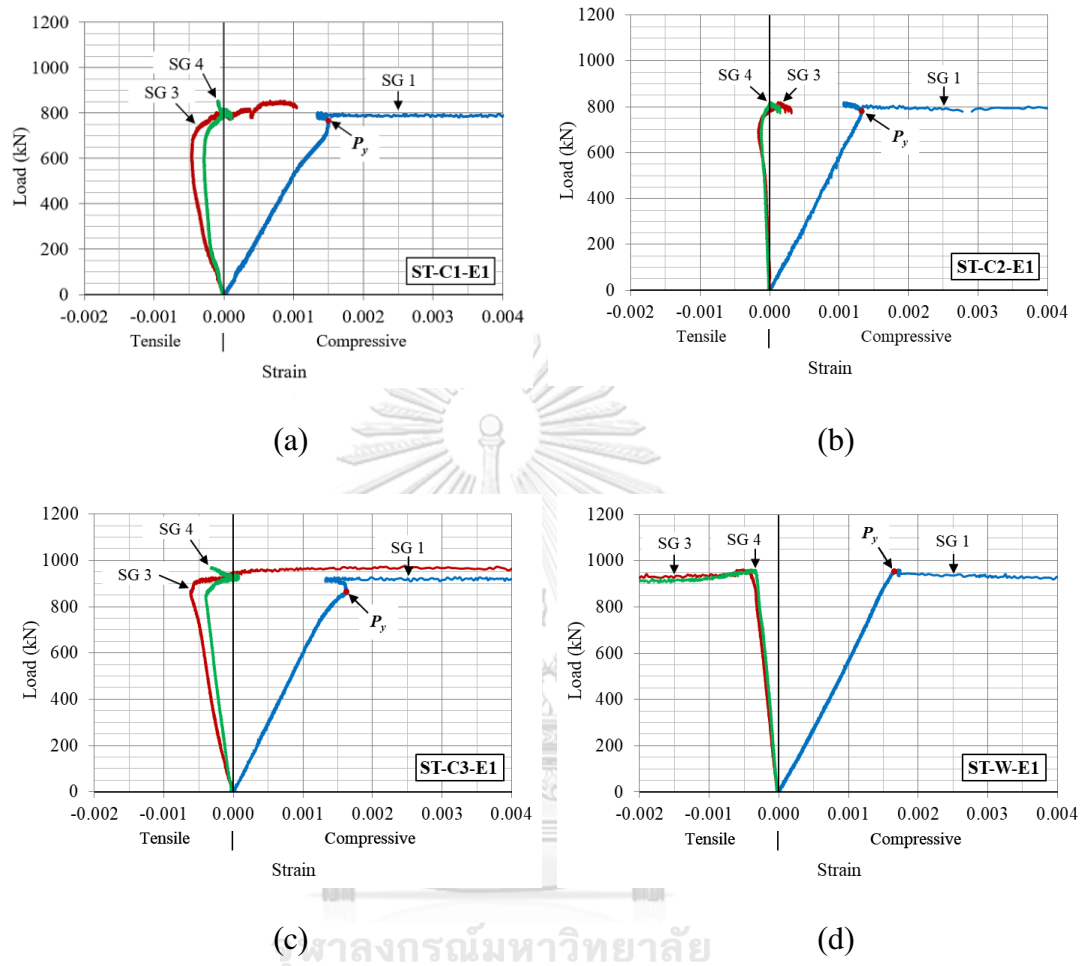 1200
1000
800
600
400
200
0
Load (kN)
SG 4
SG 3
SG 1
Py
ST-C1-E1
-0.002 -0.001 0.000 0.001 0.002 0.003 0.004
Tensile | Compressive
Strain
(a)
1200
1000
800
600
400
200
0
Load (kN)
SG 4 SG 3
SG 1
Py
ST-C2-E1
-0.002 -0.001 0.000 0.001 0.002 0.003 0.004
Tensile | Compressive
Strain
(b)
1200
1000
800
600
400
200
0
Load (kN)
SG 4
SG 3
SG 1
Py
ST-C3-E1
-0.002 -0.001 0.000 0.001 0.002 0.003 0.004
Tensile | Compressive
Strain
(c)
1200
1000
800
600
400
200
0
Load (kN)
SG 3 SG 4
Py
SG 1
ST-W-E1
-0.002 -0.001 0.000 0.001 0.002 0.003 0.004
Tensile | Compressive
Strain
(d)
จุฬาลงกรณ์มหาวิทยาลัย